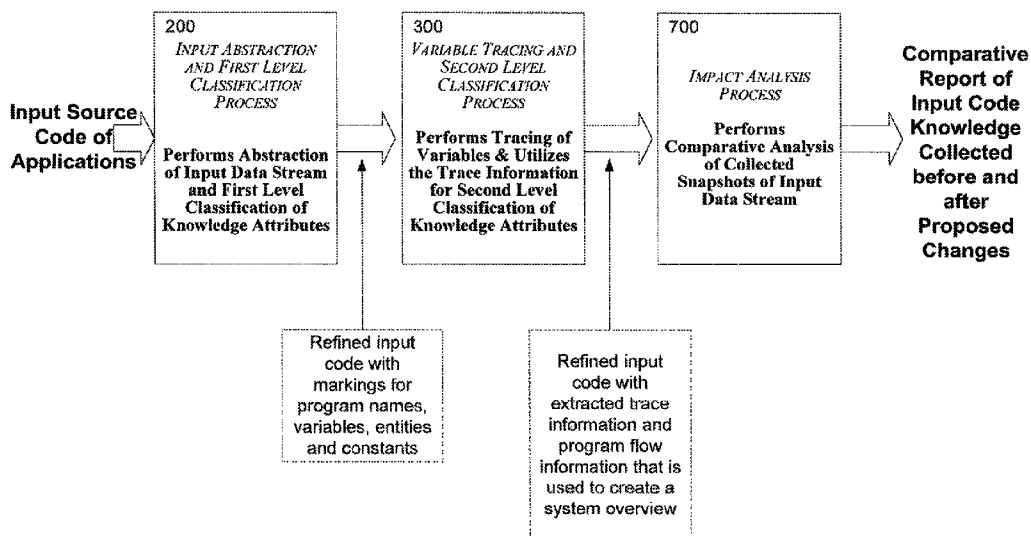 Input Source
Code of
Applications
200
INPUT ABSTRACTION
AND FIRST LEVEL
CLASSIFICATION
PROCESS
Performs Abstraction
of Input Data Stream
and First Level
Classification of
Knowledge Attributes
300
VARIABLE TRACING AND
SECOND LEVEL
CLASSIFICATION
PROCESS
Performs Tracing of
Variables & Utilizes
the Trace Information
for Second Level
Classification of
Knowledge Attributes
700
IMPACT ANALYSIS
PROCESS
Performs
Comparative Analysis
of Collected
Snapshots of Input
Data Stream
Comparative
Report of
Input Code
Knowledge
Collected
before and
after
Proposed
Changes
Refined input
code with
markings for
program names,
variables, entities
and constants
Refined input
code with
extracted trace
information and
program flow
information that is
used to create a
system overview